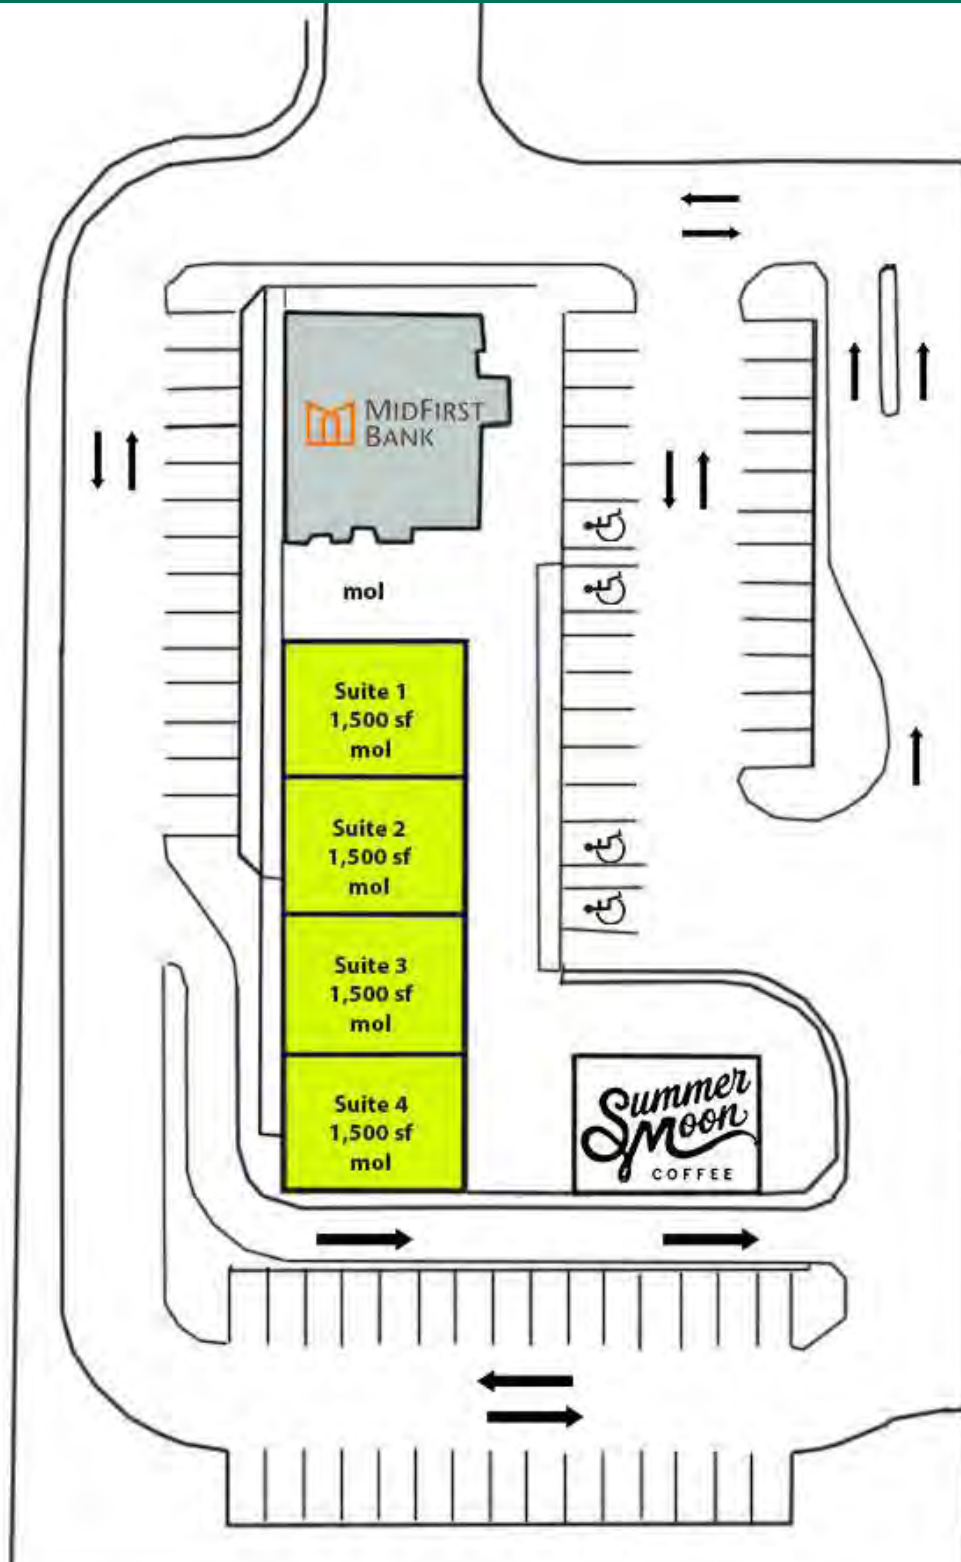 MIDFIRST
BANK
mol
Suite 1
1,500 sf
mol
Suite 2
1,500 sf
mol
Suite 3
1,500 sf
mol
Suite 4
1,500 sf
mol
Summer
Moon
COFFEE